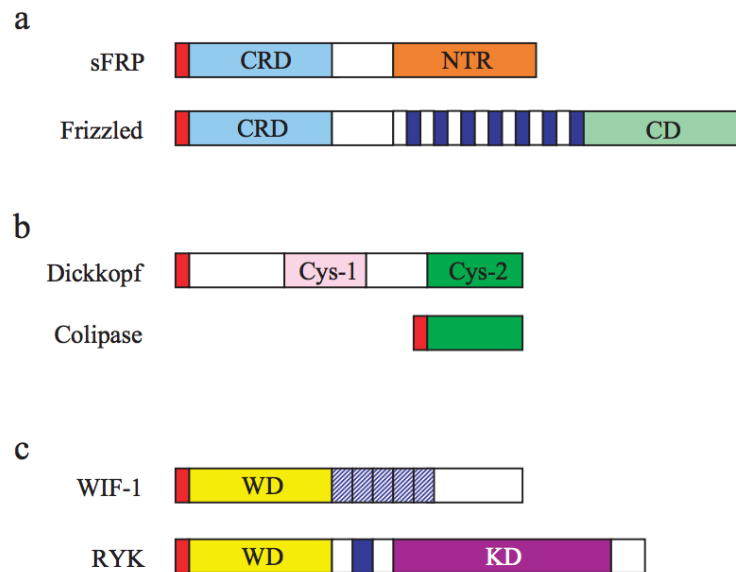 a
sFRP CRD NTR
Frizzled CRD CD
b
Dickkopf Cys-1 Cys-2
Colipase
c
WIF-1 WD
RYK WD KD